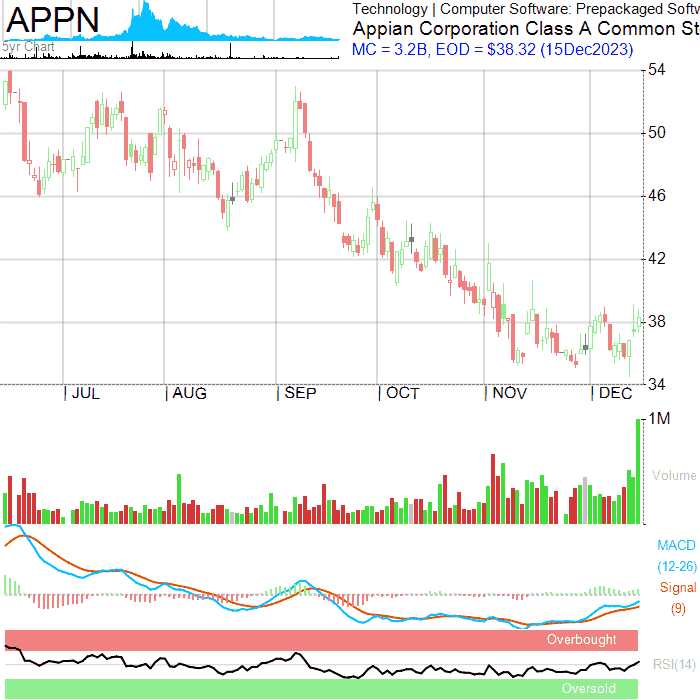 APPN
5yr Chart
Technology | Computer Software: Prepackaged Softw
Appian Corporation Class A Common St
MC = 3.2B, EOD = $38.32 (15Dec2023)
54
50
46
42
38
34
| JUL | AUG | SEP | OCT | NOV | DEC
1M
Volume
MACD
(12-26)
Signal
(9)
Overbought
RSI(14)
Oversold